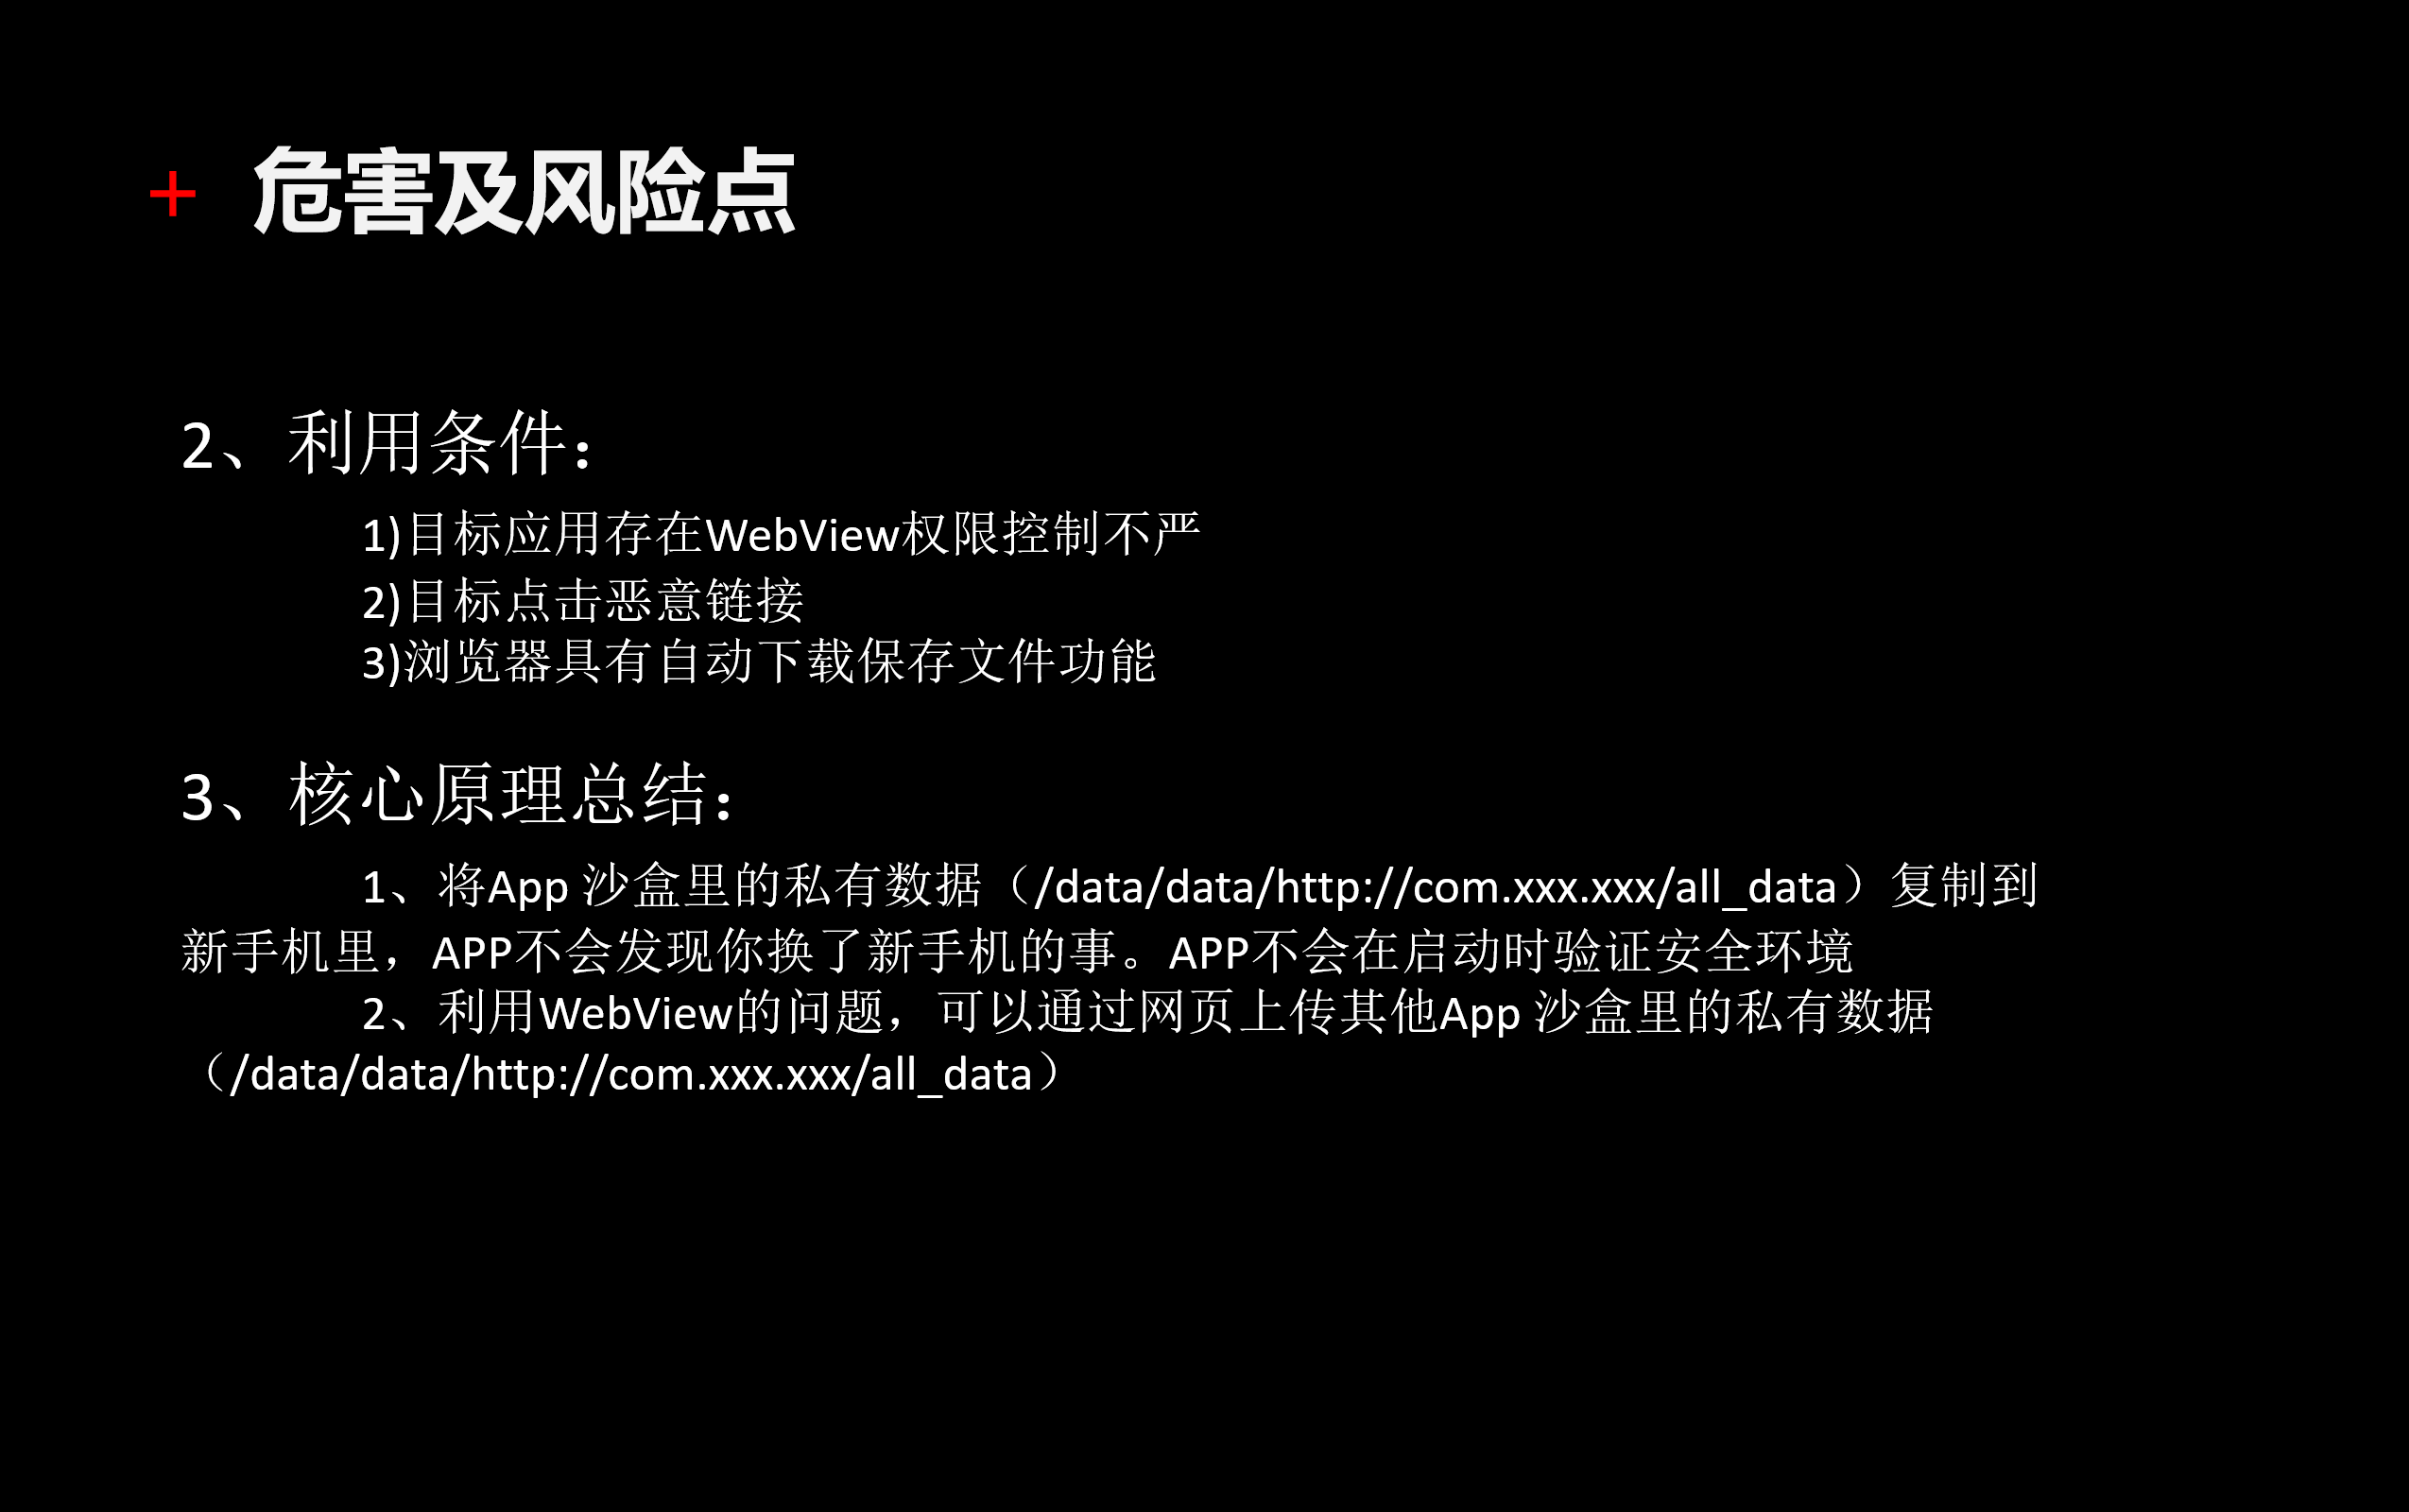 + 危害及风险点
2、利用条件：
1)目标应用存在WebView权限控制不严
2)目标点击恶意链接
3)浏览器具有自动下载保存文件功能
3、核心原理总结：
1、将App 沙盒里的私有数据（/data/data/http://com.xxx.xxx/all_data）复制到
新手机里，APP不会发现你换了新手机的事。APP不会在启动时验证安全环境
2、利用WebView的问题，可以通过网页上传其他App 沙盒里的私有数据
（/data/data/http://com.xxx.xxx/all_data）